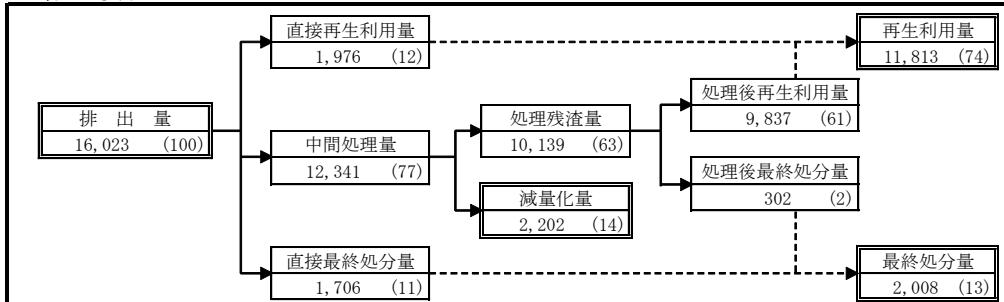 直接再生利用量
1,976 (12)
再生利用量
11,813 (74)
処理後再生利用量
9,837 (61)
排 出 量
16,023 (100)
中間処理量
12,341 (77)
処理残渣量
10,139 (63)
処理後最終処分量
302 (2)
減量化量
2,202 (14)
直接最終処分量
1,706 (11)
最終処分量
2,008 (13)